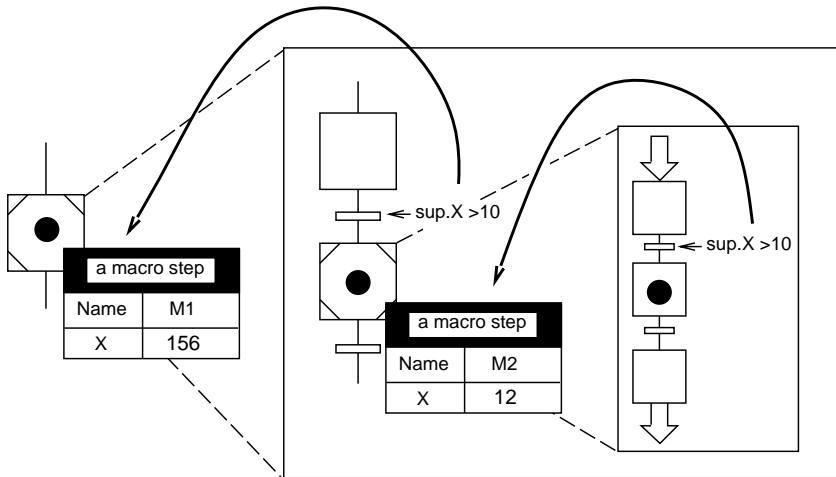 sup.X >10
sup.X >10
a macro step
Name M1
X 156
a macro step
Name M2
X 12